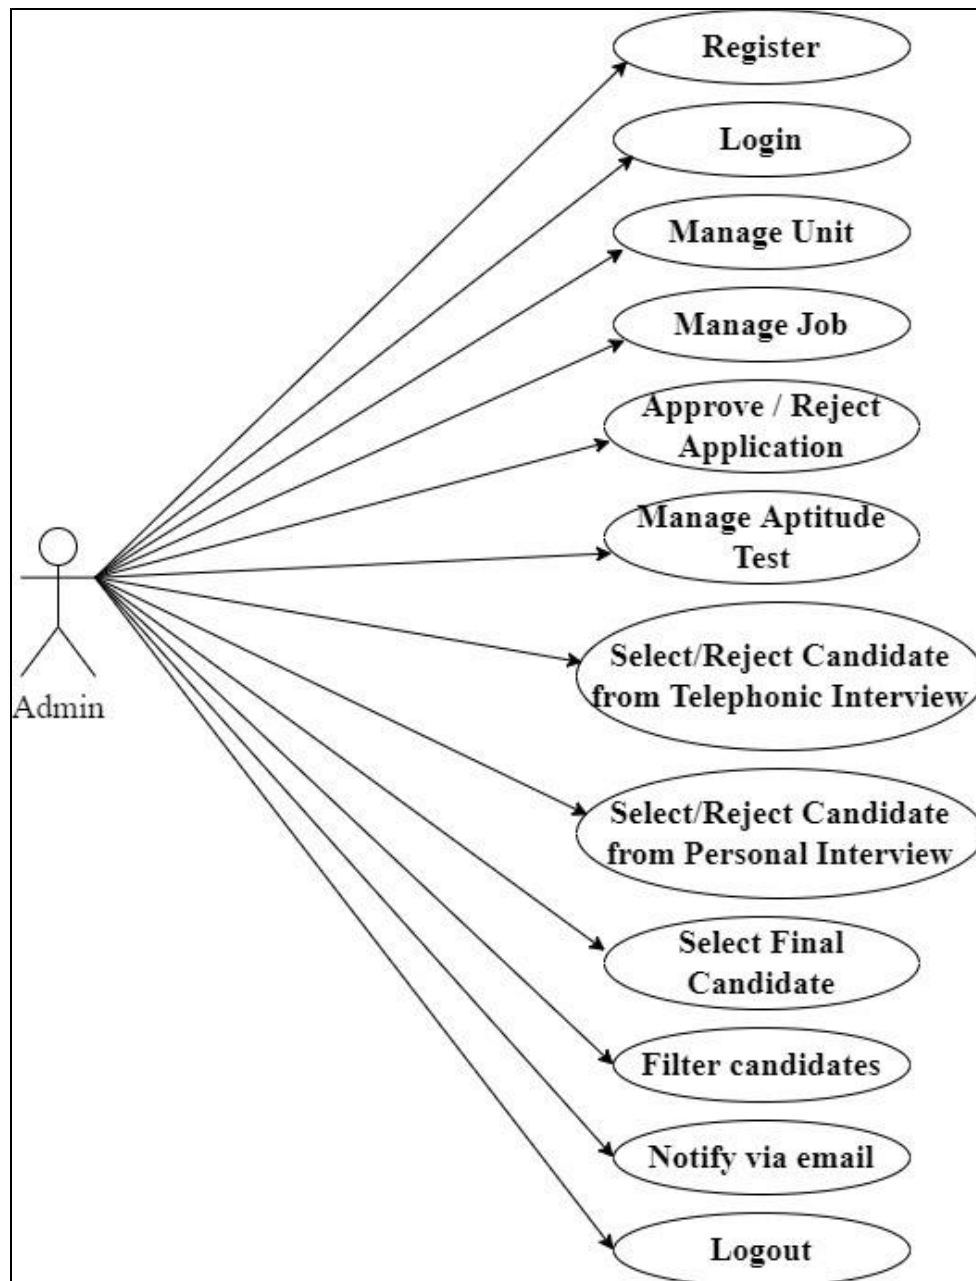 Register
Login
Manage Unit
Manage Job
Approve / Reject
Application
Manage Aptitude
Test
Select/Reject Candidate
from Telephonic Interview
Admin
Select/Reject Candidate
from Personal Interview
Select Final
Candidate
Filter candidates
Notify via email
Logout